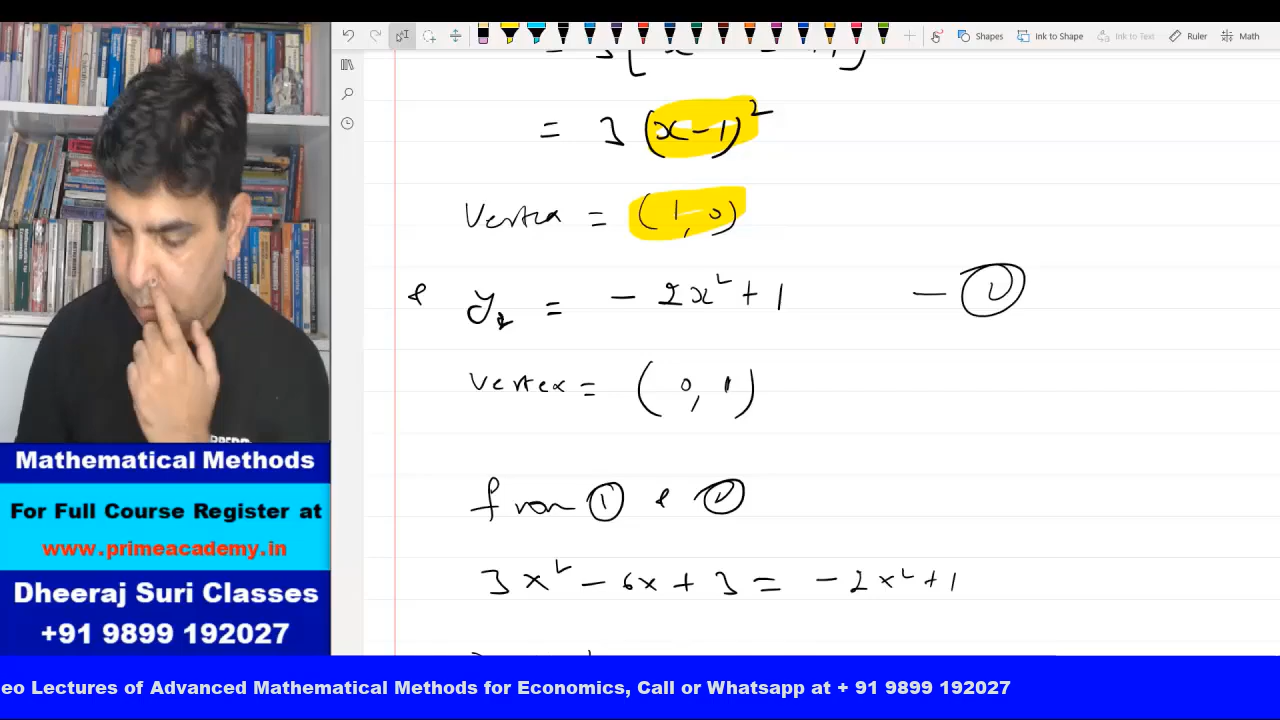 Shapes
Ink to Shape
Ink to Text
Ruler
Math
= 3(x-1)²
Vertex = (1, 0)
& y₂ = - 2x² + 1 — ②
Vertex = (0, 1)
from ① & ②
3x² - 6x + 3 = - 2x² + 1
Mathematical Methods
For Full Course Register at
www.primeacademy.in
Dheeraj Suri Classes
+91 9899 192027
eo Lectures of Advanced Mathematical Methods for Economics, Call or Whatsapp at + 91 9899 192027